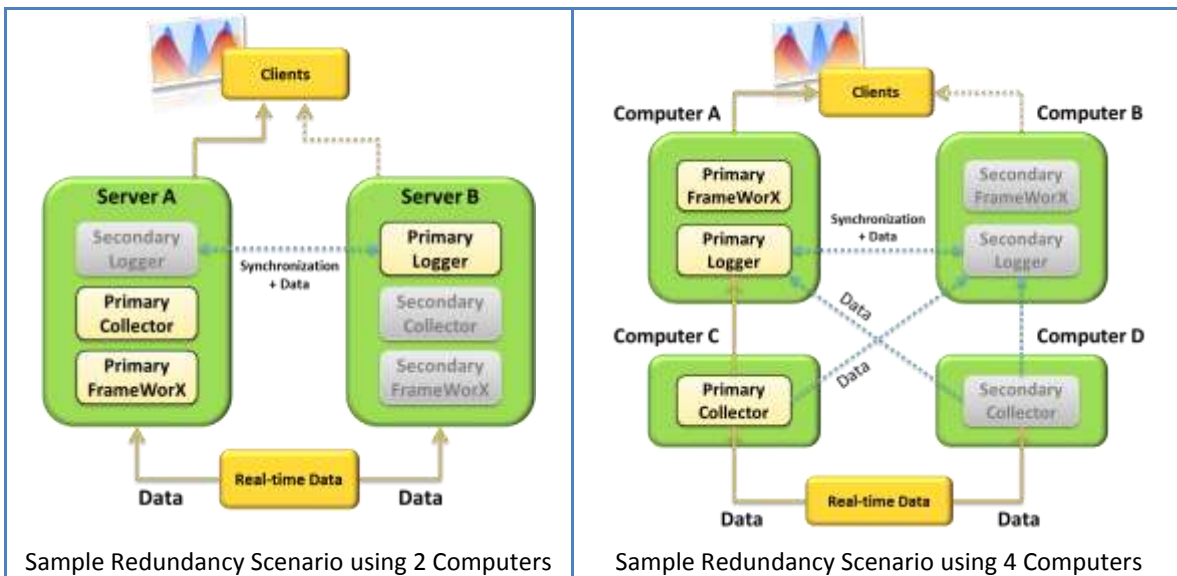 Clients
Server A
Secondary
Logger
Primary
Collector
Primary
FrameWorX
Synchronization
+ Data
Server B
Primary
Logger
Secondary
Collector
Secondary
FrameWorX
Real-time Data
Data
Data
Sample Redundancy Scenario using 2 Computers
Clients
Computer A
Computer B
Primary
FrameWorX
Primary
Logger
Synchronization
+ Data
Secondary
FrameWorX
Secondary
Logger
Data
Data
Computer C
Computer D
Primary
Collector
Secondary
Collector
Real-time Data
Data
Data
Sample Redundancy Scenario using 4 Computers